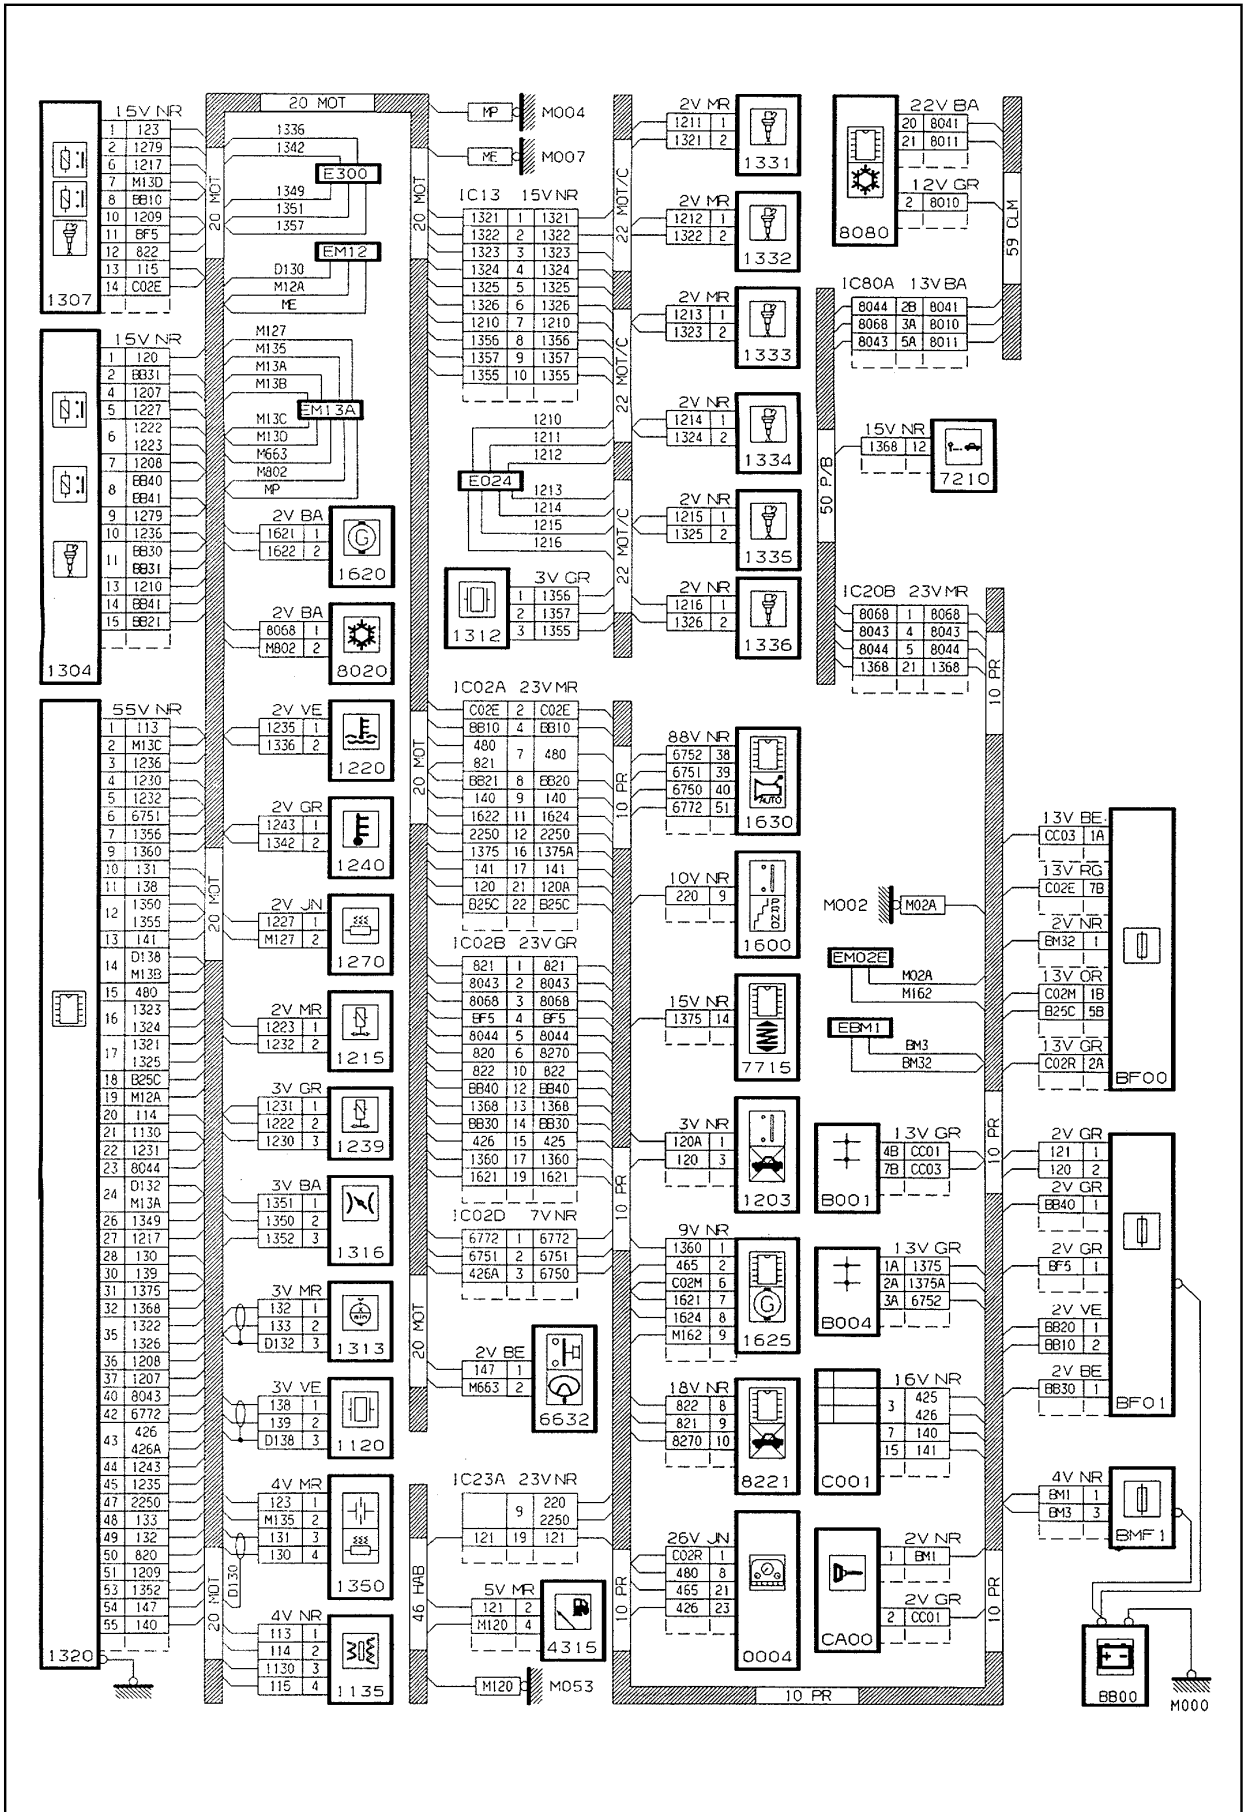 20 MOT
15V NR
1 123
2 1279
6 1217
7 M13D
8 BB10
10 1209
11 BF5
12 822
13 115
14 C02E
1307
15V NR
1 120
2 BB31
4 1207
5 1227
6 1222
1223
7 1208
8 BB40
BB41
9 1279
10 1236
11 BB30
BB31
13 1210
14 BB41
15 BB21
1304
55V NR
1 113
2 M13C
3 1236
4 1230
5 1232
6 6751
7 1356
9 1360
10 131
11 138
12 1350
1355
13 141
14 D138
M13B
15 480
16 1323
1324
17 1321
1325
18 B25C
19 M12A
20 114
21 1130
22 1231
23 8044
24 D132
M13A
26 1349
27 1217
28 130
30 139
31 1375
32 1368
35 1322
1326
36 1208
37 1207
40 8043
42 6772
43 426
426A
44 1243
45 1235
47 2250
48 133
49 132
50 820
51 1209
53 1352
54 147
55 140
1320
20 MOT
20 MOT
20 MOT
1336
1342
E300
1349
1351
1357
EM12
D130
M12A
ME
M127
M135
M13A
M13B
EM13A
M13C
M13D
M663
M802
MP
2V BA
1621 1
1622 2
1620
2V BA
8068 1
M802 2
8020
2V VE
1235 1
1336 2
1220
2V GR
1243 1
1342 2
1240
2V JN
1227 1
M127 2
1270
2V MR
1223 1
1232 2
1215
3V GR
1231 1
1222 2
1230 3
1239
3V BA
1351 1
1350 2
1352 3
1316
3V MR
132 1
133 2
D132 3
1313
3V VE
138 1
139 2
D138 3
1120
4V MR
123 1
M135 2
131 3
130 4
D130
1350
4V NR
113 1
114 2
1130 3
115 4
1135
20 MOT
20 MOT
20 MOT
46 HAB
MP M004
ME M007
IC13 15V NR
1321 1 1321
1322 2 1322
1323 3 1323
1324 4 1324
1325 5 1325
1326 6 1326
1210 7 1210
1356 8 1356
1357 9 1357
1355 10 1355
1210
1211
1212
E024
1213
1214
1215
1216
3V GR
1 1356
2 1357
3 1355
1312
IC02A 23V MR
C02E 2 C02E
BB10 4 BB10
480
821 7 480
BB21 8 BB20
140 9 140
1622 11 1624
2250 12 2250
1375 16 1375A
141 17 141
120 21 120A
B25C 22 B25C
IC02B 23V GR
821 1 821
8043 2 8043
8068 3 8068
BF5 4 BF5
8044 5 8044
820 6 8270
822 10 822
BB40 12 BB40
1368 13 1368
BB30 14 BB30
426 15 425
1360 17 1360
1621 19 1621
IC02D 7V NR
6772 1 6772
6751 2 6751
426A 3 6750
2V BE
147 1
M663 2
6632
IC23A 23V NR
9 220
2250
121 19 121
5V MR
121 2
M120 4
4315
M120 M053
22 MOT/C
22 MOT/C
22 MOT/C
10 PR
10 PR
10 PR
10 PR
2V MR
1211 1
1321 2
1331
2V MR
1212 1
1322 2
1332
2V MR
1213 1
1323 2
1333
2V NR
1214 1
1324 2
1334
2V NR
1215 1
1325 2
1335
2V NR
1216 1
1326 2
1336
88V NR
6752 38
6751 39
6750 40
6772 51
AUTO
1630
10V NR
220 9
PRND
1600
15V NR
1375 14
7715
3V NR
120A 1
120 3
1203
9V NR
1360 1
465 2
C02M 6
1621 7
1624 8
M162 9
1625
18V NR
822 8
821 9
8270 10
8221
26V JN
C02R 1
480 8
465 21
426 23
0004
22V BA
20 8041
21 8011
12V GR
2 8010
8080
59 CLM
IC80A 13V BA
8044 2B 8041
8068 3A 8010
8043 5A 8011
50 P/B
15V NR
1368 12
7210
IC20B 23V MR
8068 1 8068
8043 4 8043
8044 5 8044
1368 21 1368
10 PR
10 PR
10 PR
M002 M02A
EM02E
M02A
M162
EBM1
BM3
BM32
13V GR
4B CC01
7B CC03
B001
13V GR
1A 1375
2A 1375A
3A 6752
B004
16V NR
3 425
426
7 140
15 141
C001
2V NR
1 BM1
2V GR
2 CC01
CA00
13V BE
CC03 1A
13V RG
C02E 7B
2V NR
BM32 1
13V OR
C02M 1B
B25C 5B
13V GR
C02R 2A
BF00
2V GR
121 1
120 2
2V GR
BB40 1
2V GR
BF5 1
2V VE
BB20 1
BB10 2
2V BE
BB30 1
BF01
4V NR
BM1 1
BM3 3
BMF1
BB00
M000